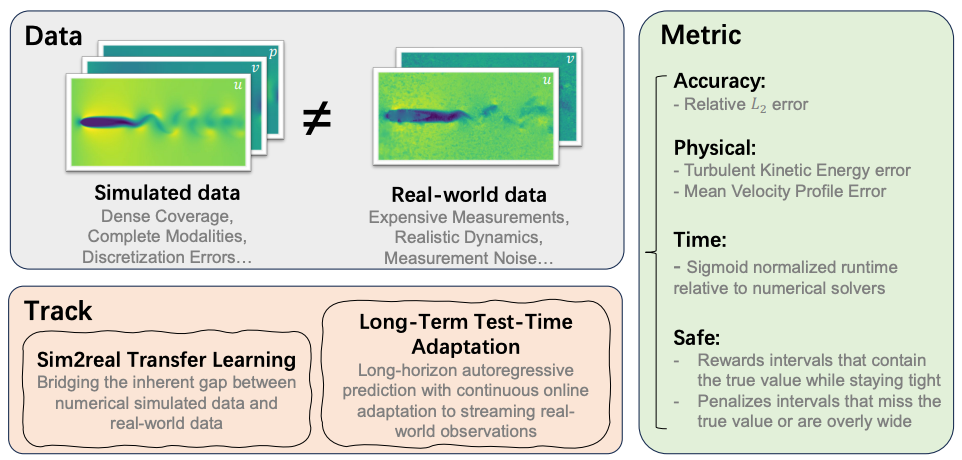 Data
p
v
u
≠
v
u
Simulated data
Dense Coverage,
Complete Modalities,
Discretization Errors…
Real-world data
Expensive Measurements,
Realistic Dynamics,
Measurement Noise…
Track
Sim2real Transfer Learning
Bridging the inherent gap between
numerical simulated data and
real-world data
Long-Term Test-Time
Adaptation
Long-horizon autoregressive
prediction with continuous online
adaptation to streaming real-
world observations
Metric
Accuracy:
- Relative L₂ error
Physical:
- Turbulent Kinetic Energy error
- Mean Velocity Profile Error
Time:
- Sigmoid normalized runtime
relative to numerical solvers
Safe:
- Rewards intervals that contain
the true value while staying tight
- Penalizes intervals that miss the
true value or are overly wide